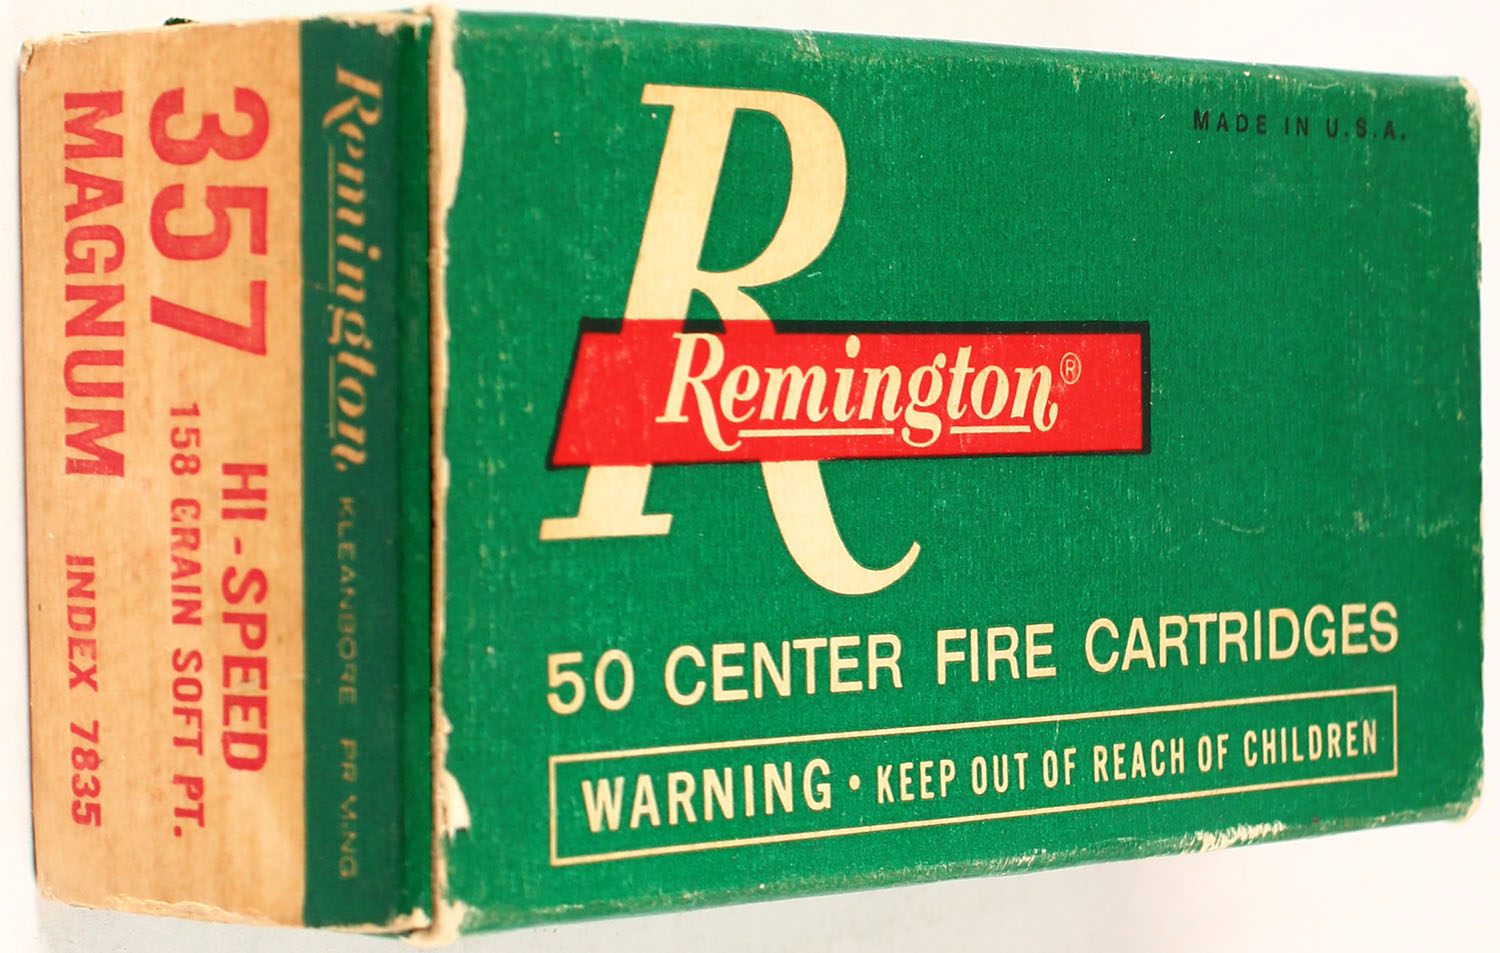 MADE IN U.S.A.
R
Remington®
50 CENTER FIRE CARTRIDGES
WARNING • KEEP OUT OF REACH OF CHILDREN
Remington. KLEANBORE PRIMING
357 HI-SPEED
158 GRAIN SOFT PT.
MAGNUM INDEX 7835